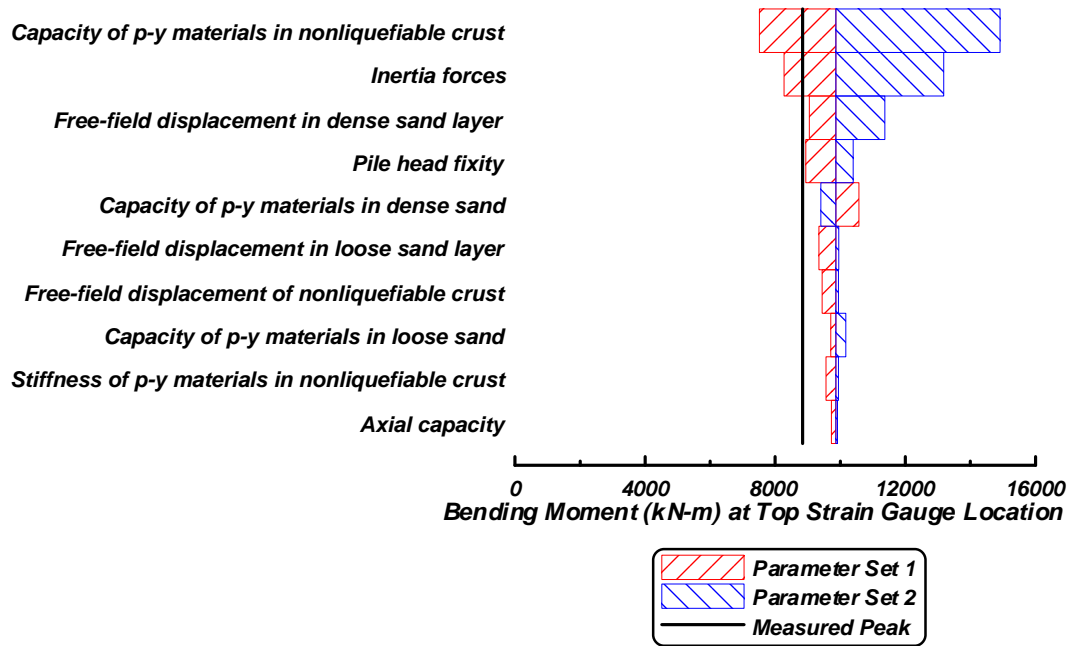 Capacity of p-y materials in nonliquefiable crust
Inertia forces
Free-field displacement in dense sand layer
Pile head fixity
Capacity of p-y materials in dense sand
Free-field displacement in loose sand layer
Free-field displacement of nonliquefiable crust
Capacity of p-y materials in loose sand
Stiffness of p-y materials in nonliquefiable crust
Axial capacity
0 4000 8000 12000 16000
Bending Moment (kN-m) at Top Strain Gauge Location
Parameter Set 1
Parameter Set 2
Measured Peak